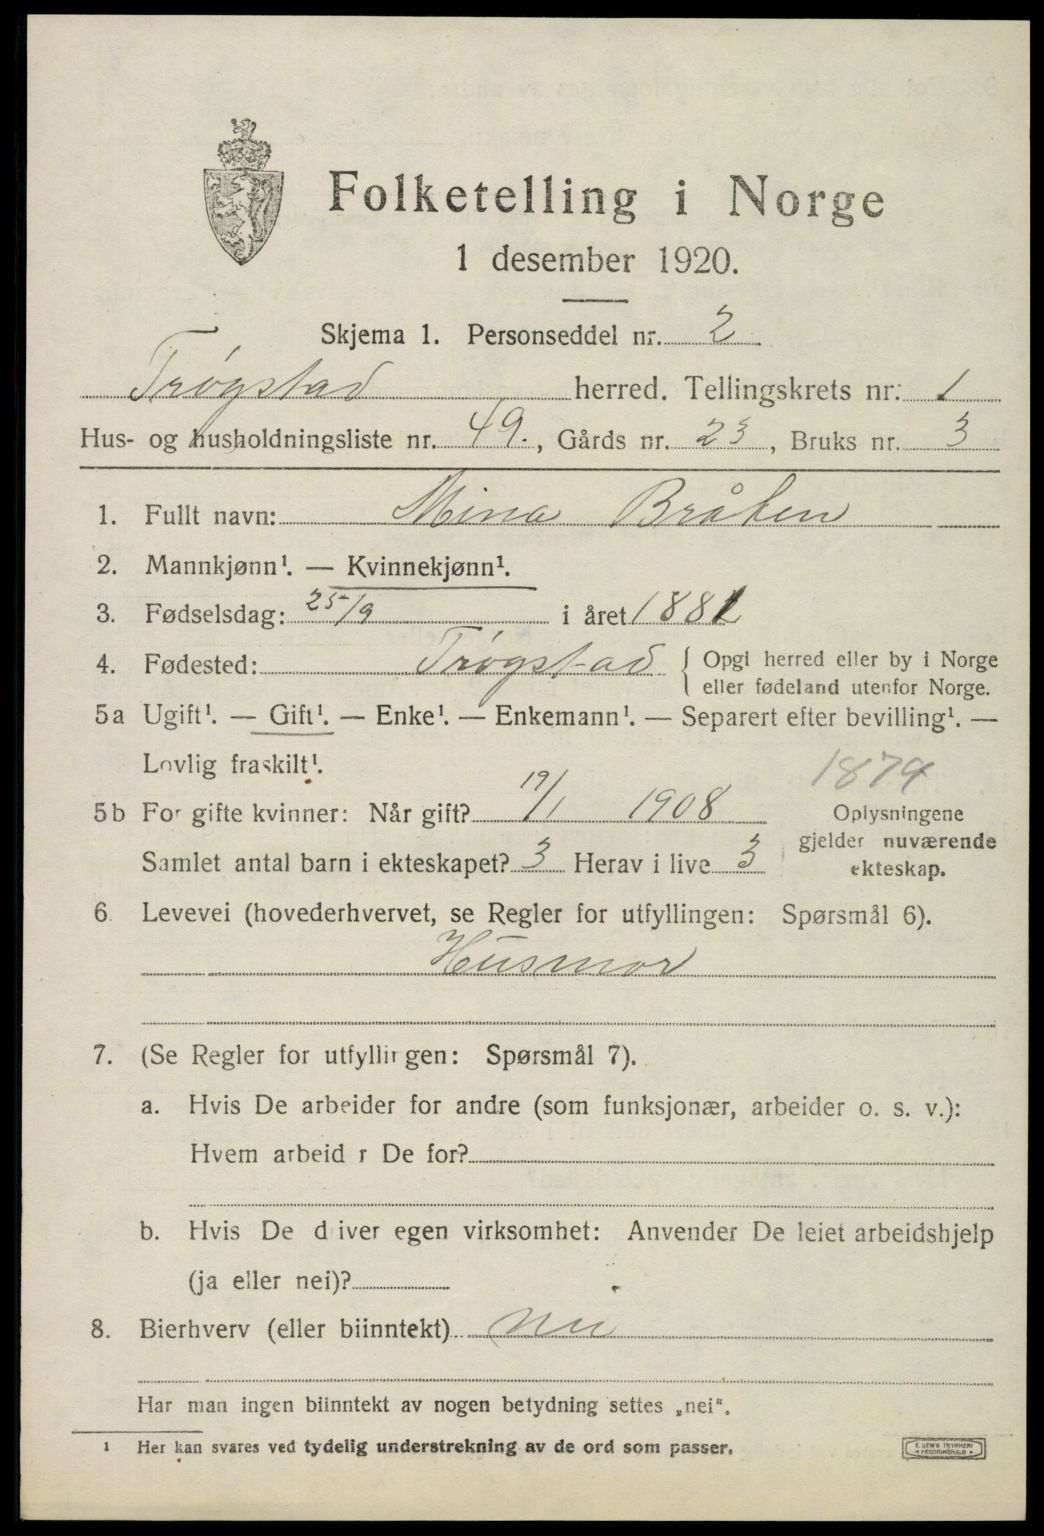 Folketelling i Norge
1 desember 1920.
Skjema 1. Personseddel nr. 2
Trøgstad herred. Tellingskrets nr. 1
Hus- og husholdningsliste nr. 49., Gårds nr. 23, Bruks nr. 3
1. Fullt navn: Mina Bråten
2. Mannkjønn¹. — Kvinnekjønn¹.
3. Fødselsdag: 25/9 i året
4. Fødested: Trøgstad { Opgi herred eller by i Norge
eller fødeland utenfor Norge.
5a Ugift¹. — Gift¹. — Enke¹. — Enkemann¹. — Separert efter bevilling¹. —
Lovlig fraskilt¹.
1874
5b For gifte kvinner: Når gift? 19/1 1908
Oplysningene
gjelder nuværende
ekteskap.
Samlet antal barn i ekteskapet? 3 Herav i live 3
6 Levevei (hovederhvervet, se Regler for utfyllingen: Spørsmål 6).
Husmor
7. (Se Regler for utfyllir gen: Spørsmål 7).
a. Hvis De arbeider for andre (som funksjonær, arbeider o. s. v.):
Hvem arbeid r De for?
b. Hvis De d iver egen virksomhet: Anvender De leiet arbeidshjelp
(ja eller nei)?
8. Bierhverv (eller biinntekt) nei
Har man ingen biinntekt av nogen betydning settes „nei“.
¹ Her kan svares ved tydelig understrekning av de ord som passer.